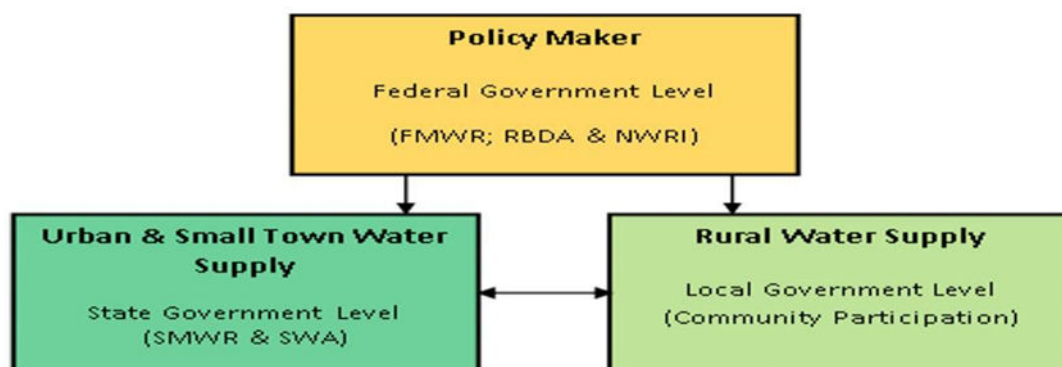 Policy Maker
Federal Government Level
(FMWR; RBDA & NWRI)
Urban & Small Town Water
Supply
State Government Level
(SMWR & SWA)
Rural Water Supply
Local Government Level
(Community Participation)